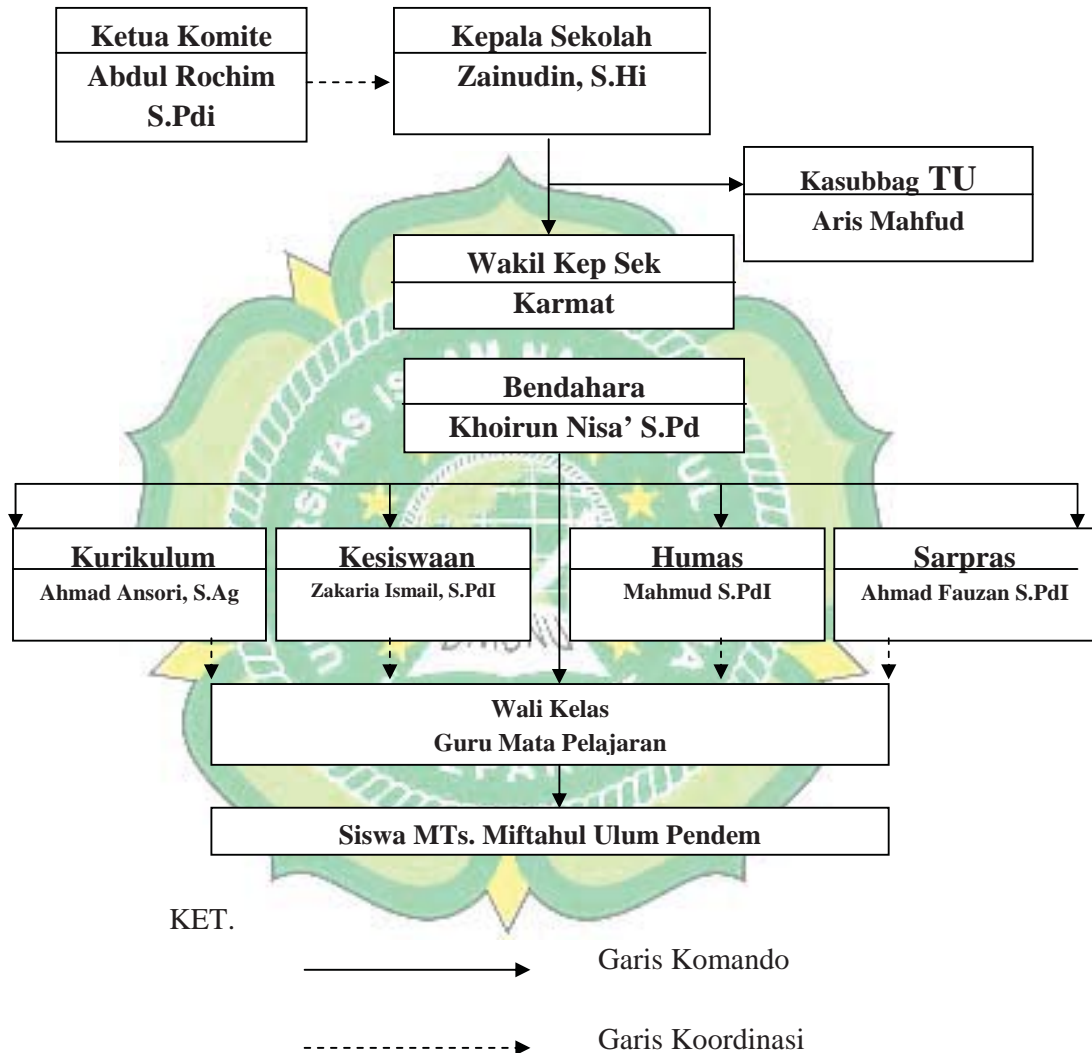 Ketua Komite
Abdul Rochim
S.Pdi
Kepala Sekolah
Zainudin, S.Hi
Kasubbag TU
Aris Mahfud
Wakil Kep Sek
Karmat
Bendahara
Khoirun Nisa’ S.Pd
Kurikulum
Ahmad Ansori, S.Ag
Kesiswaan
Zakaria Ismail, S.PdI
Humas
Mahmud S.PdI
Sarpras
Ahmad Fauzan S.PdI
Wali Kelas
Guru Mata Pelajaran
Siswa MTs. Miftahul Ulum Pendem
KET.
Garis Komando
Garis Koordinasi